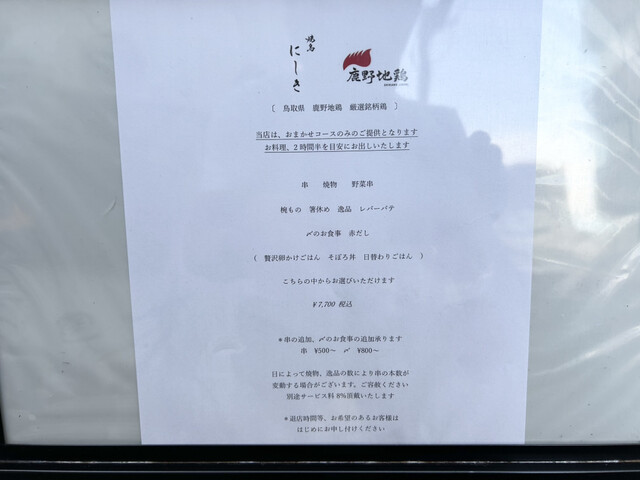 焼鳥 にしき
鹿野地鶏
〔 鳥取県 鹿野地鶏 厳選銘柄鶏 〕
当店は、おまかせコースのみのご提供となります
お料理、2時間半を目安にお出しいたします
串 焼物 野菜串
椀もの 箸休め 逸品 レバーパテ
〆のお食事 赤だし
( 贅沢卵かけごはん そぼろ丼 日替わりごはん )
こちらの中からお選びいただけます
¥7,700 税込
*串の追加、〆のお食事の追加承ります
串 ¥500〜 〆 ¥800〜
日によって焼物、逸品の数により串の本数が
変動する場合がございます。ご容赦ください
別途サービス料8%頂戴いたします
*退店時間等、お希望のあるお客様は
はじめにお申し付けください